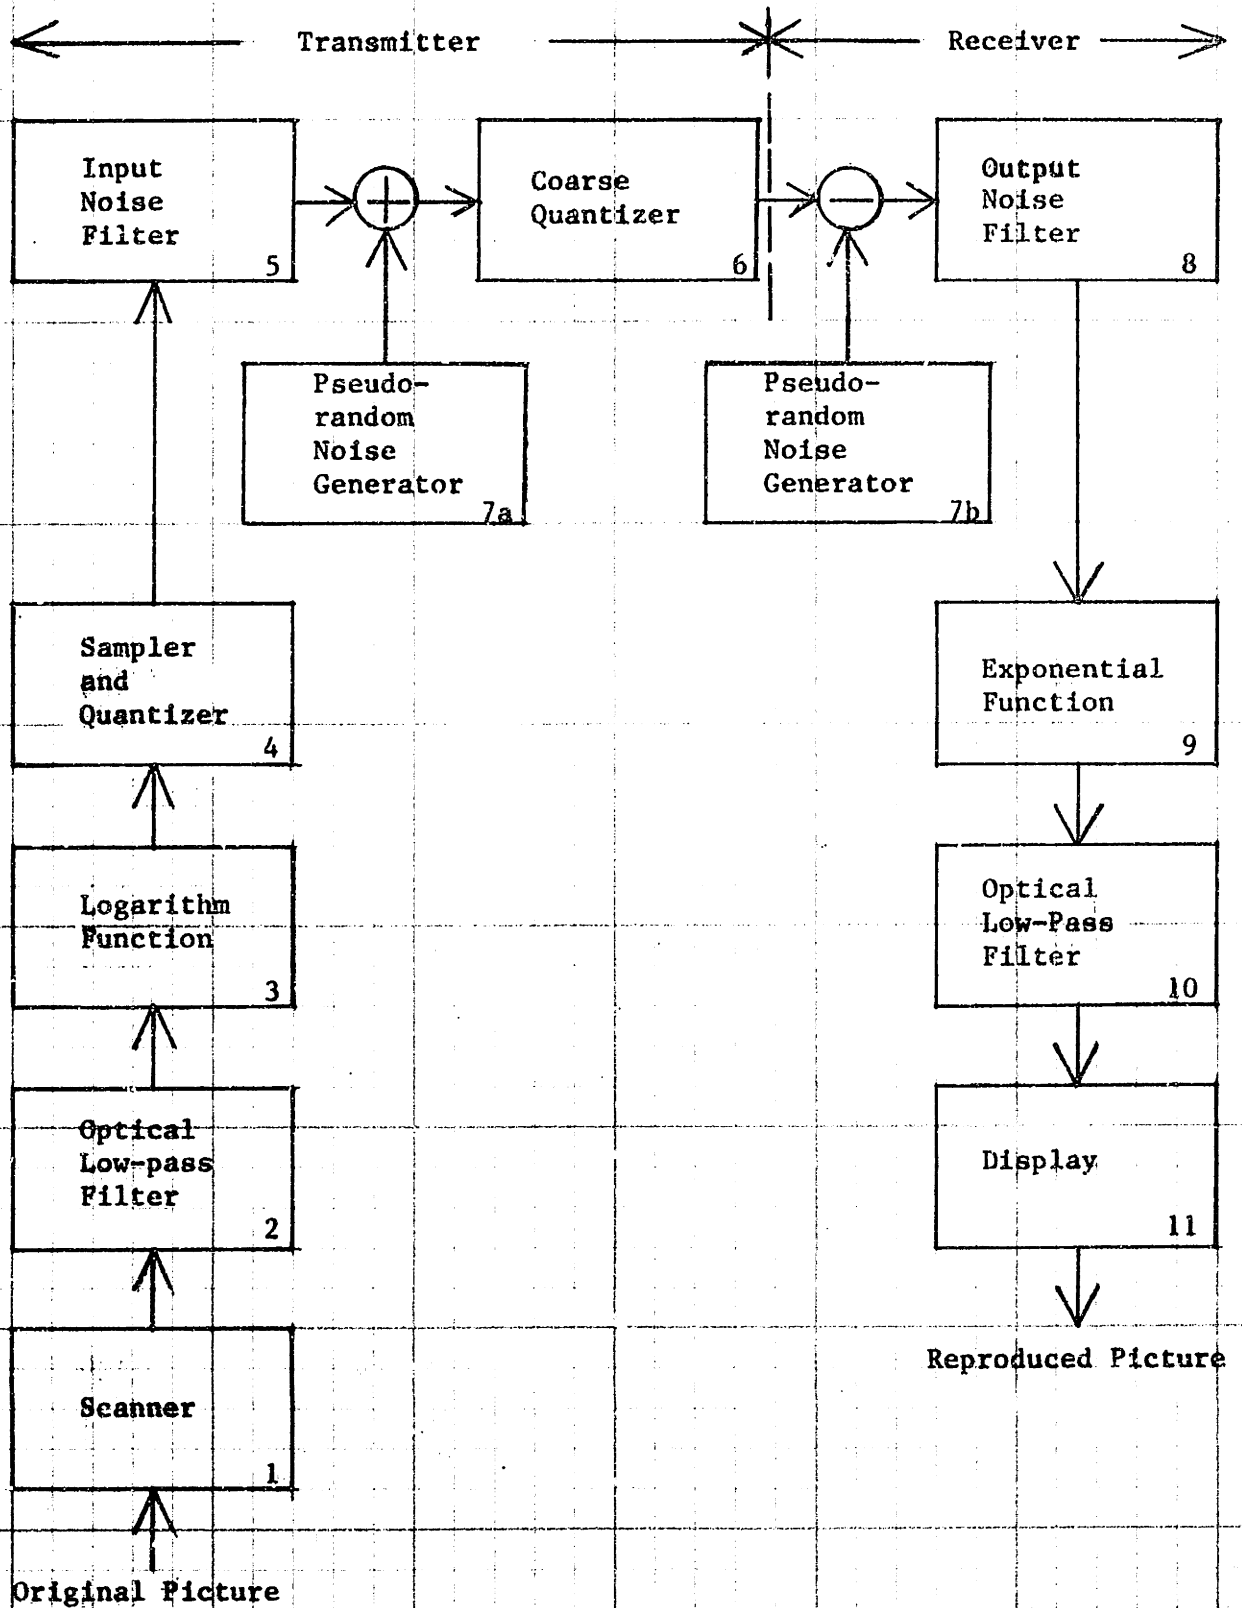 Transmitter
Receiver
Input
Noise
Filter
5
Coarse
Quantizer
6
Output
Noise
Filter
8
Pseudo-
random
Noise
Generator
7a
Pseudo-
random
Noise
Generator
7b
Sampler
and
Quantizer
4
Exponential
Function
9
Logarithm
Function
3
Optical
Low-Pass
Filter
10
Optical
Low-pass
Filter
2
Display
11
Scanner
1
Reproduced Picture
Original Picture